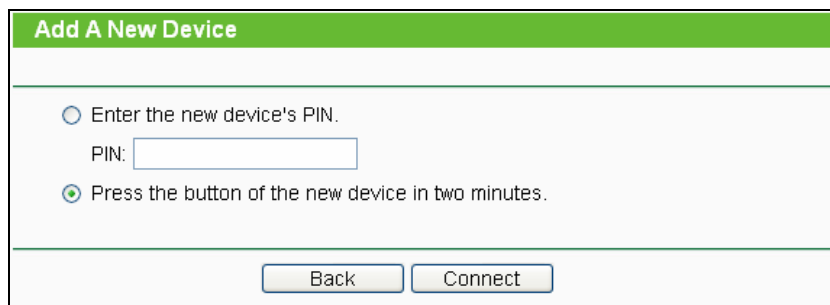 Add A New Device
Enter the new device's PIN.
PIN:
Press the button of the new device in two minutes.
Back Connect